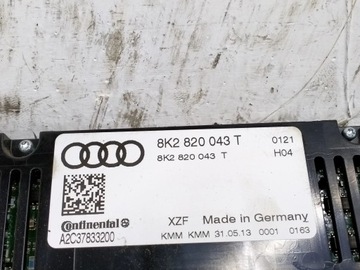 8K2 820 043 T 0121
8K2 820 043 T H04
Continental
A2C37833200
XZF Made in Germany
KMM KMM 31.05.13 0001 0163